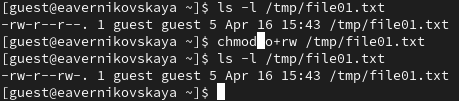 [guest@eavernikovskaya ~]$ ls -l /tmp/file01.txt
-rw-r--r--. 1 guest guest 5 Apr 16 15:43 /tmp/file01.txt
[guest@eavernikovskaya ~]$ chmod o+rw /tmp/file01.txt
[guest@eavernikovskaya ~]$ ls -l /tmp/file01.txt
-rw-r--rw-. 1 guest guest 5 Apr 16 15:43 /tmp/file01.txt
[guest@eavernikovskaya ~]$